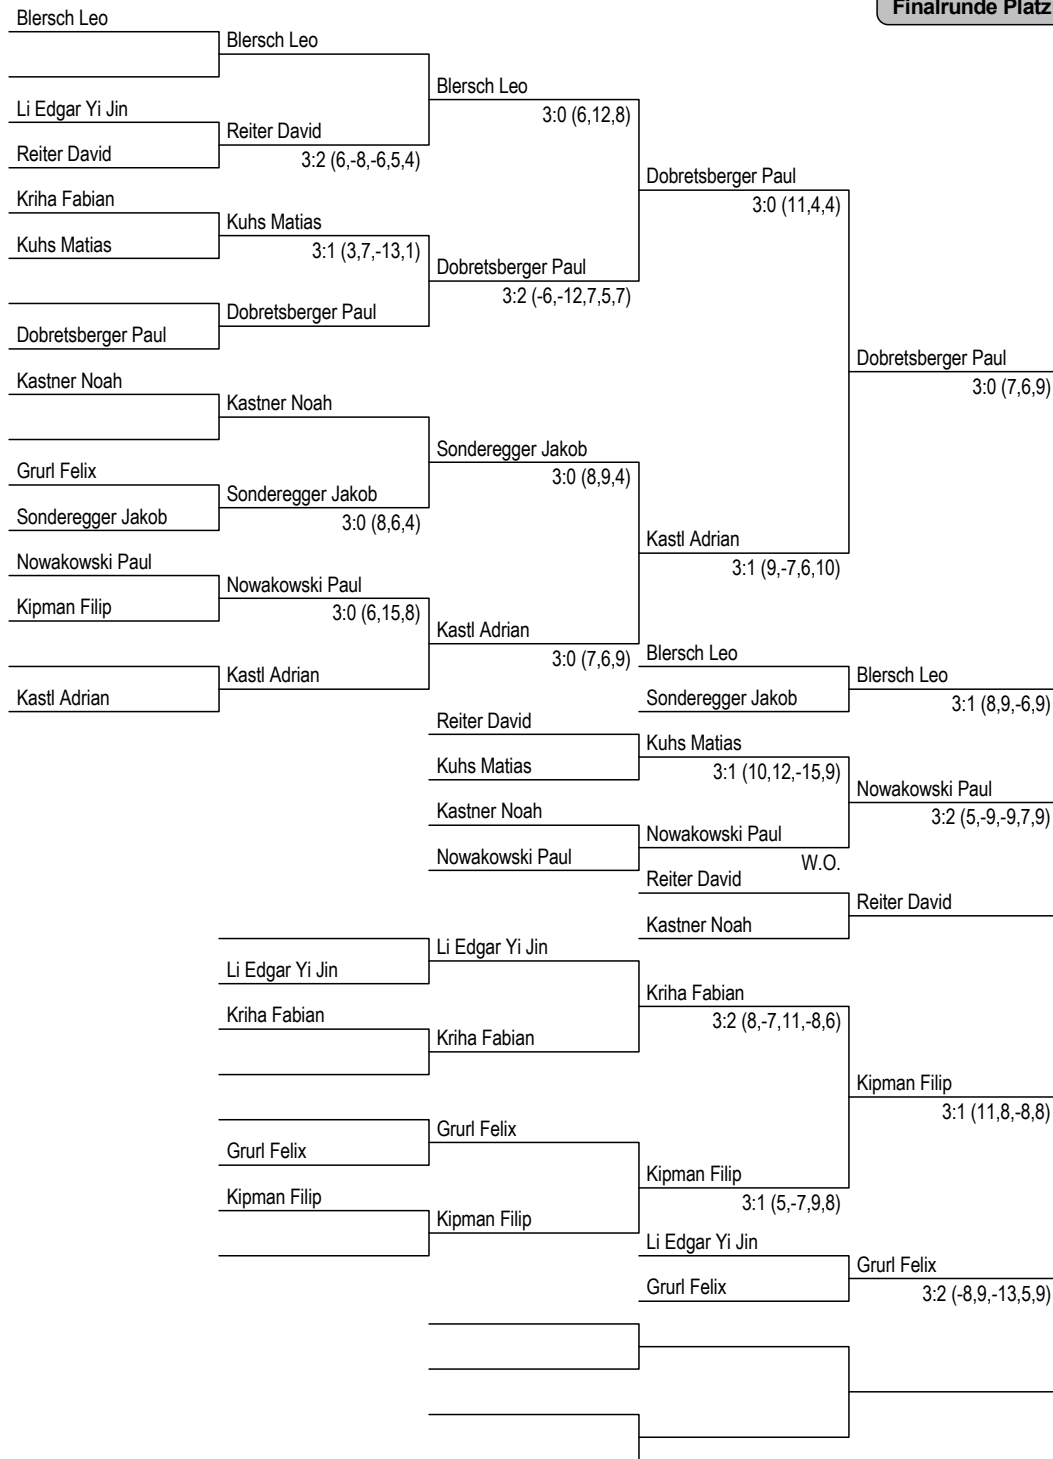 Finalrunde Platz
Blersch Leo
Blersch Leo
Blersch Leo
3:0 (6,12,8)
Li Edgar Yi Jin
Reiter David
Reiter David
3:2 (6,-8,-6,5,4)
Dobretsberger Paul
3:0 (11,4,4)
Kriha Fabian
Kuhs Matias
Kuhs Matias
3:1 (3,7,-13,1)
Dobretsberger Paul
3:2 (-6,-12,7,5,7)
Dobretsberger Paul
Dobretsberger Paul
Dobretsberger Paul
3:0 (7,6,9)
Kastner Noah
Kastner Noah
Sonderegger Jakob
3:0 (8,9,4)
Grurl Felix
Sonderegger Jakob
Sonderegger Jakob
3:0 (8,6,4)
Kastl Adrian
3:1 (9,-7,6,10)
Nowakowski Paul
Nowakowski Paul
Kipman Filip
3:0 (6,15,8)
Kastl Adrian
3:0 (7,6,9)
Kastl Adrian
Kastl Adrian
Blersch Leo
Blersch Leo
Sonderegger Jakob
3:1 (8,9,-6,9)
Reiter David
Kuhs Matias
Kuhs Matias
3:1 (10,12,-15,9)
Nowakowski Paul
3:2 (5,-9,-9,7,9)
Kastner Noah
Nowakowski Paul
Nowakowski Paul
W.O.
Reiter David
Reiter David
Kastner Noah
Li Edgar Yi Jin
Li Edgar Yi Jin
Kriha Fabian
3:2 (8,-7,11,-8,6)
Kriha Fabian
Kriha Fabian
Kipman Filip
3:1 (11,8,-8,8)
Grurl Felix
Grurl Felix
Kipman Filip
3:1 (5,-7,9,8)
Kipman Filip
Kipman Filip
Li Edgar Yi Jin
Grurl Felix
Grurl Felix
3:2 (-8,9,-13,5,9)